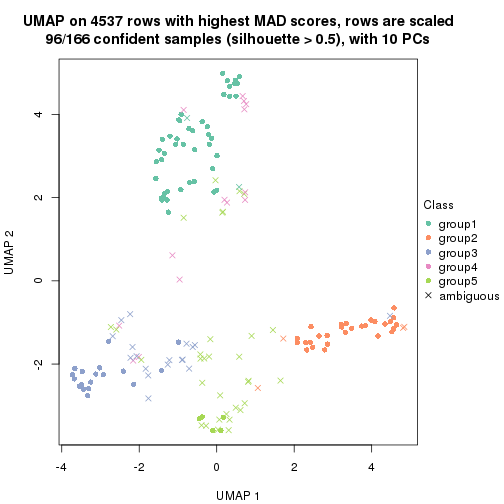 UMAP on 4537 rows with highest MAD scores, rows are scaled
96/166 confident samples (silhouette > 0.5), with 10 PCs
4
2
0
-2
UMAP 2
-4
-2
0
2
4
UMAP 1
Class
group1
group2
group3
group4
group5
ambiguous